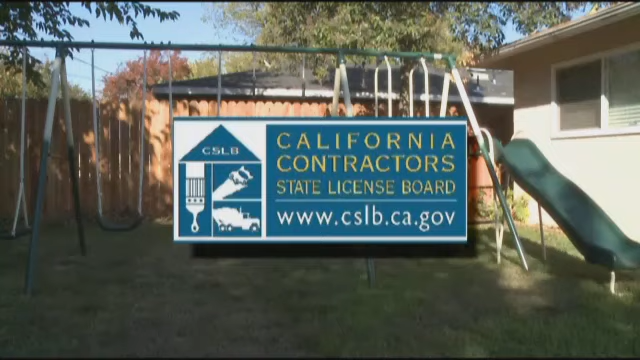 CSLB
CALIFORNIA
CONTRACTORS
STATE LICENSE BOARD
www.cslb.ca.gov